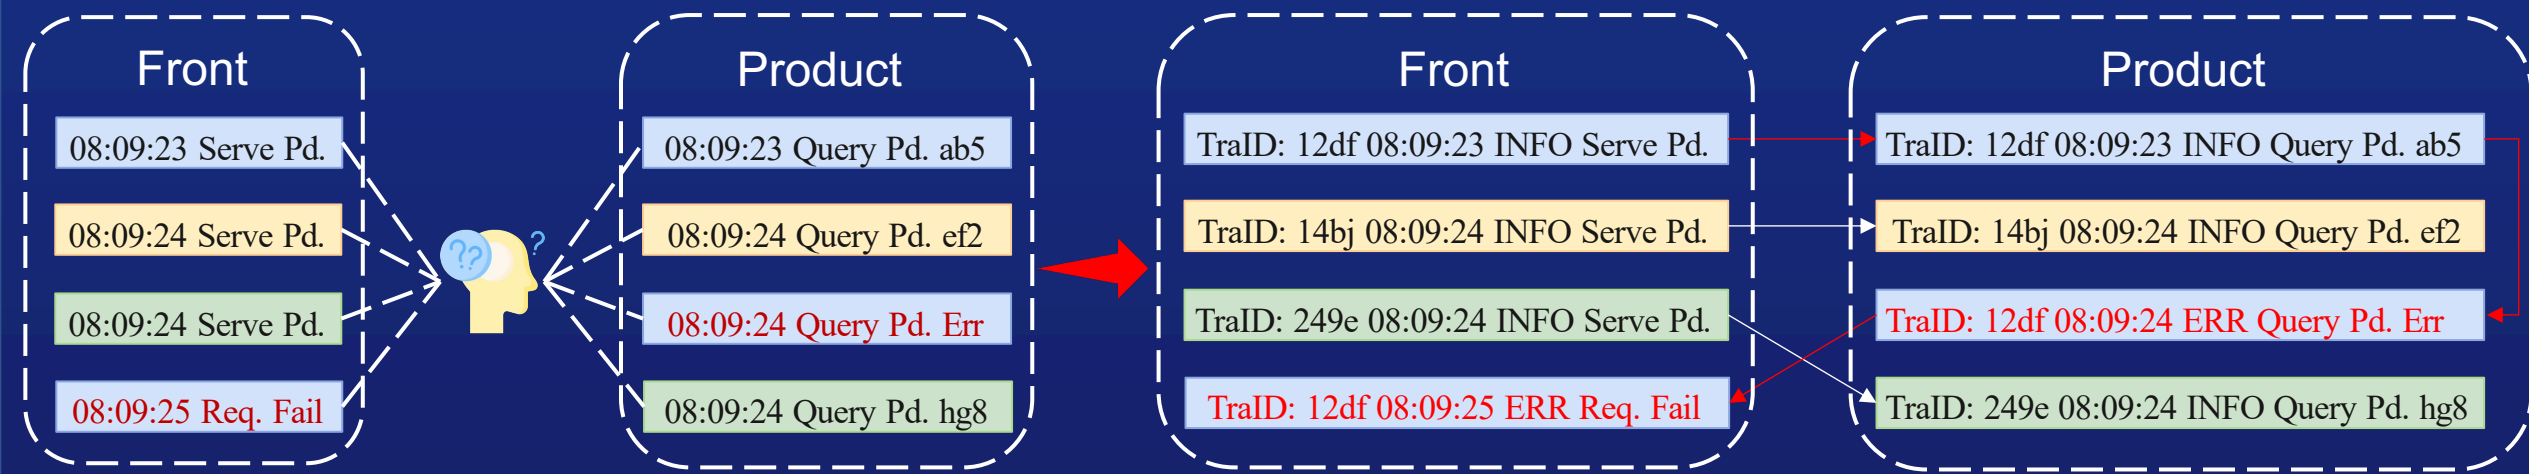 Front
08:09:23 Serve Pd.
08:09:24 Serve Pd.
08:09:24 Serve Pd.
08:09:25 Req. Fail
??
?
Product
08:09:23 Query Pd. ab5
08:09:24 Query Pd. ef2
08:09:24 Query Pd. Err
08:09:24 Query Pd. hg8
Front
TraID: 12df 08:09:23 INFO Serve Pd.
TraID: 14bj 08:09:24 INFO Serve Pd.
TraID: 249e 08:09:24 INFO Serve Pd.
TraID: 12df 08:09:25 ERR Req. Fail
Product
TraID: 12df 08:09:23 INFO Query Pd. ab5
TraID: 14bj 08:09:24 INFO Query Pd. ef2
TraID: 12df 08:09:24 ERR Query Pd. Err
TraID: 249e 08:09:24 INFO Query Pd. hg8